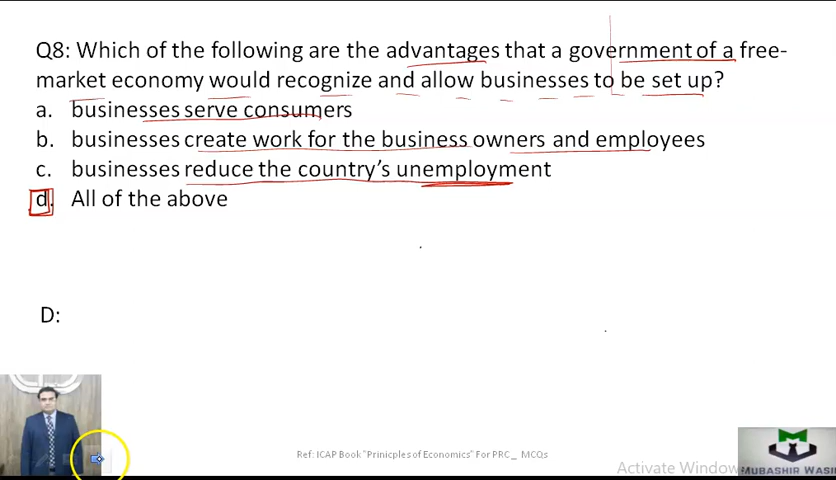 Q8: Which of the following are the advantages that a government of a free-
market economy would recognize and allow businesses to be set up?
a. businesses serve consumers
b. businesses create work for the business owners and employees
c. businesses reduce the country's unemployment
d. All of the above
D:
Ref: ICAP Book "Prinicples of Economics" For PRC_ MCQs
Activate Window
MUBASHIR WASI